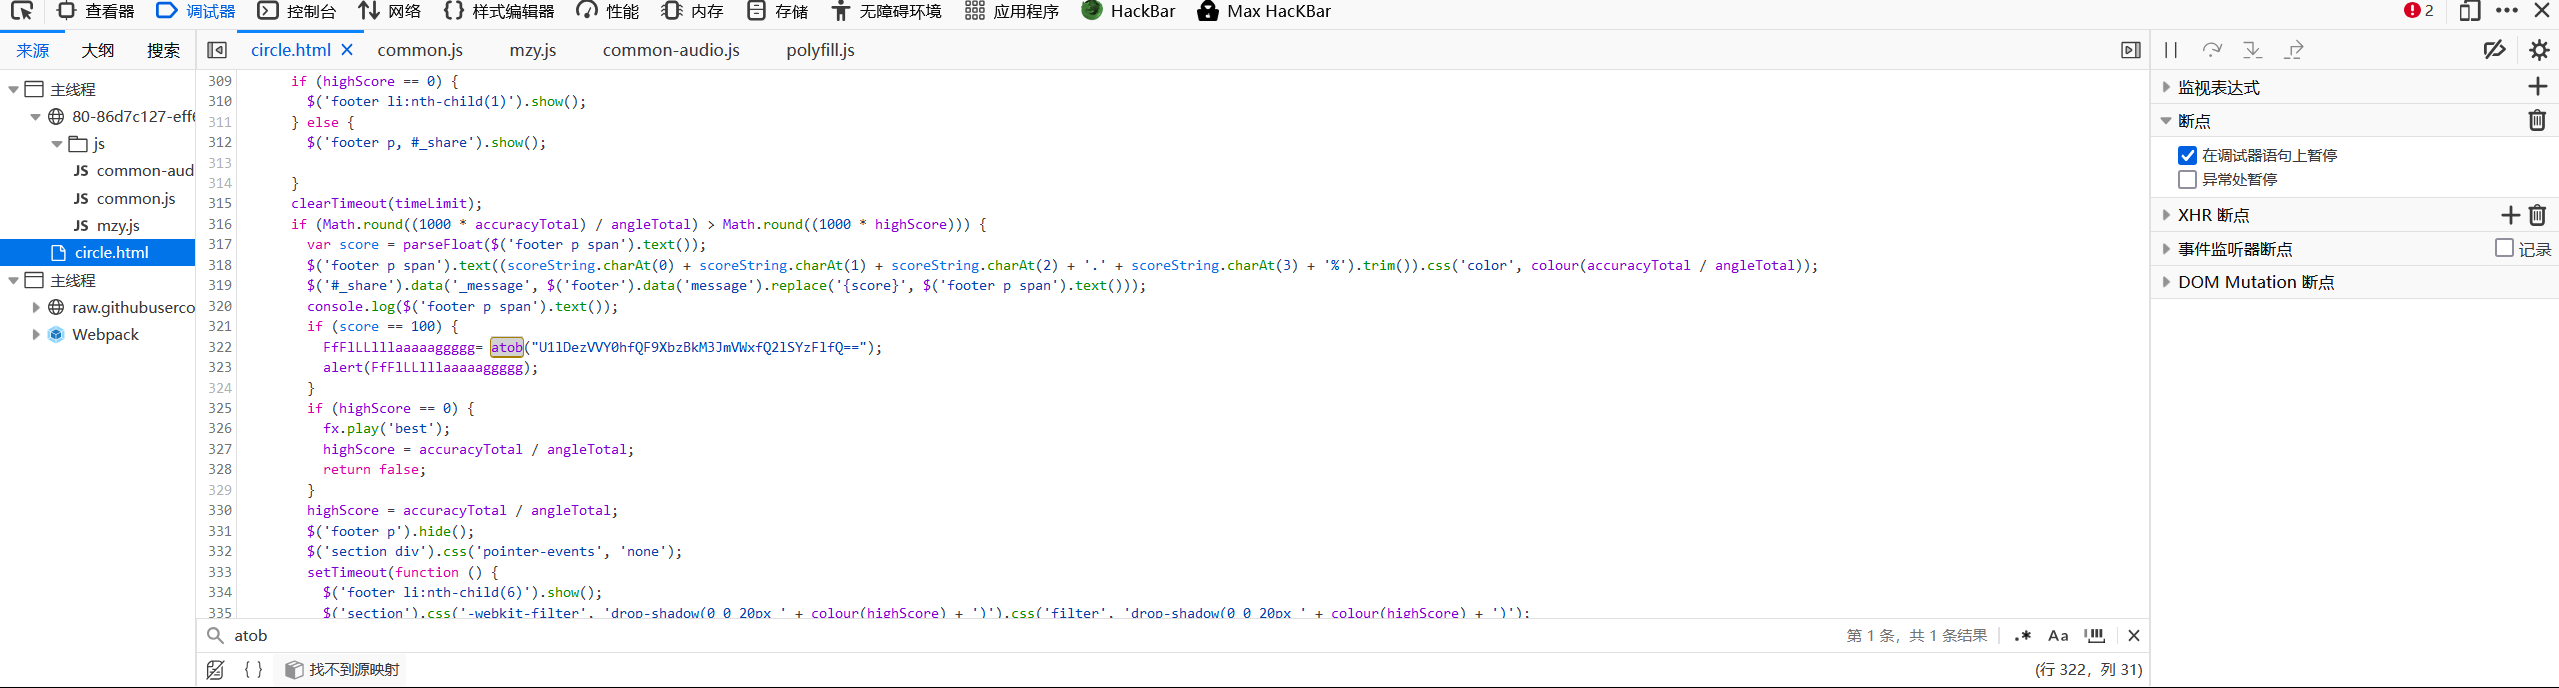 查看器 调试器 控制台 网络 样式编辑器 性能 内存 存储 无障碍环境 应用程序 HackBar Max HacKBar 2
来源 大纲 搜索 circle.html common.js mzy.js common-audio.js polyfill.js
主线程
80-86d7c127-eff6
js
JS common-aud
JS common.js
JS mzy.js
circle.html
主线程
raw.githubuserco
Webpack
309 if (highScore == 0) {
310 $('footer li:nth-child(1)').show();
311 } else {
312 $('footer p, #_share').show();
313
314 }
315 clearTimeout(timeLimit);
316 if (Math.round((1000 * accuracyTotal) / angleTotal) > Math.round((1000 * highScore))) {
317 var score = parseFloat($('footer p span').text());
318 $('footer p span').text((scoreString.charAt(0) + scoreString.charAt(1) + scoreString.charAt(2) + '.' + scoreString.charAt(3) + '%').trim()).css('color', colour(accuracyTotal / angleTotal));
319 $('#_share').data('_message', $('footer').data('message').replace('{score}', $('footer p span').text()));
320 console.log($('footer p span').text());
321 if (score == 100) {
322 FfFlLLlllaaaaaggggg= atob("U1lDezVVY0hfQF9XbzBkM3JmVWxfQ2lSYzFlfQ==");
323 alert(FfFlLLlllaaaaaggggg);
324 }
325 if (highScore == 0) {
326 fx.play('best');
327 highScore = accuracyTotal / angleTotal;
328 return false;
329 }
330 highScore = accuracyTotal / angleTotal;
331 $('footer p').hide();
332 $('section div').css('pointer-events', 'none');
333 setTimeout(function () {
334 $('footer li:nth-child(6)').show();
335 $('section').css('-webkit-filter', 'drop-shadow(0 0 20px ' + colour(highScore) + ')').css('filter', 'drop-shadow(0 0 20px ' + colour(highScore) + ')');
atob 第 1 条，共 1 条结果 .* Aa
{ } 找不到源映射 (行 322，列 31)
监视表达式
断点
在调试器语句上暂停
异常处暂停
XHR 断点
事件监听器断点 记录
DOM Mutation 断点